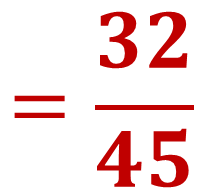 32
= —
45